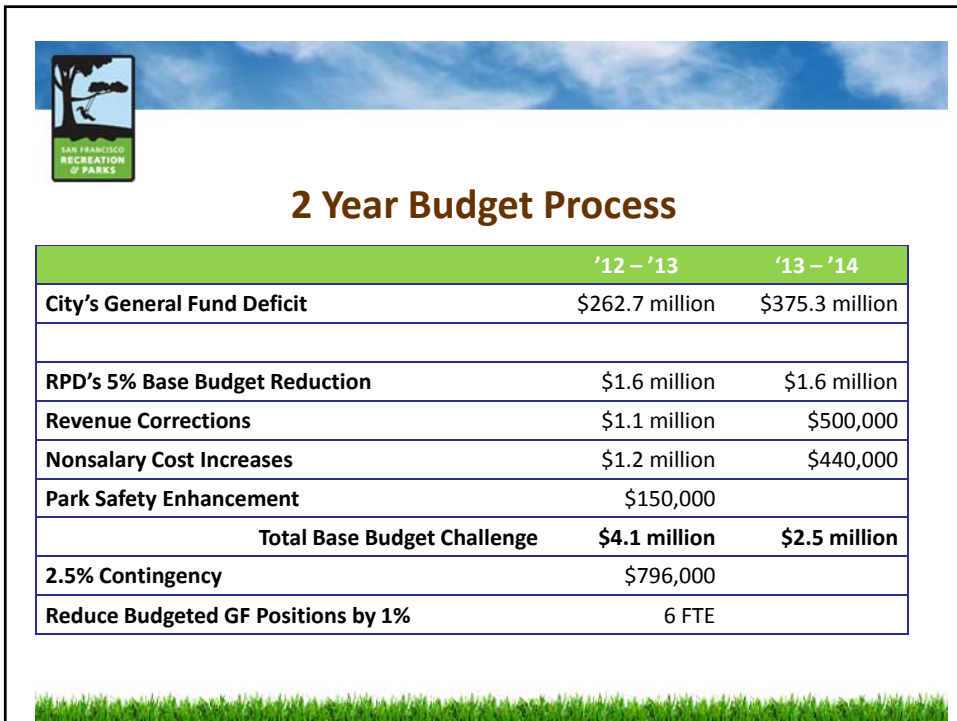 SAN FRANCISCO
RECREATION
& PARKS
2 Year Budget Process
’12 – ’13 ‘13 – ’14
City’s General Fund Deficit $262.7 million $375.3 million
RPD’s 5% Base Budget Reduction $1.6 million $1.6 million
Revenue Corrections $1.1 million $500,000
Nonsalary Cost Increases $1.2 million $440,000
Park Safety Enhancement $150,000
Total Base Budget Challenge $4.1 million $2.5 million
2.5% Contingency $796,000
Reduce Budgeted GF Positions by 1% 6 FTE